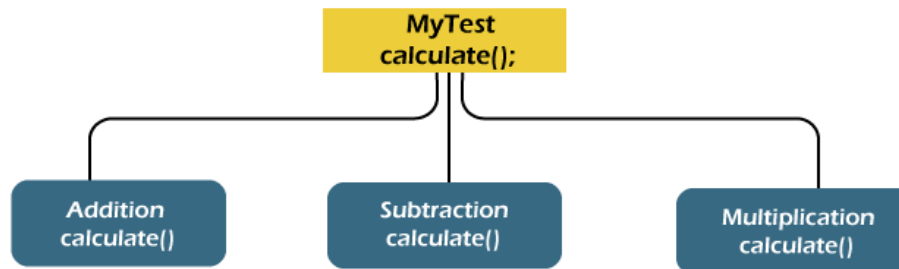 MyTest
calculate();
Addition
calculate()
Subtraction
calculate()
Multiplication
calculate()